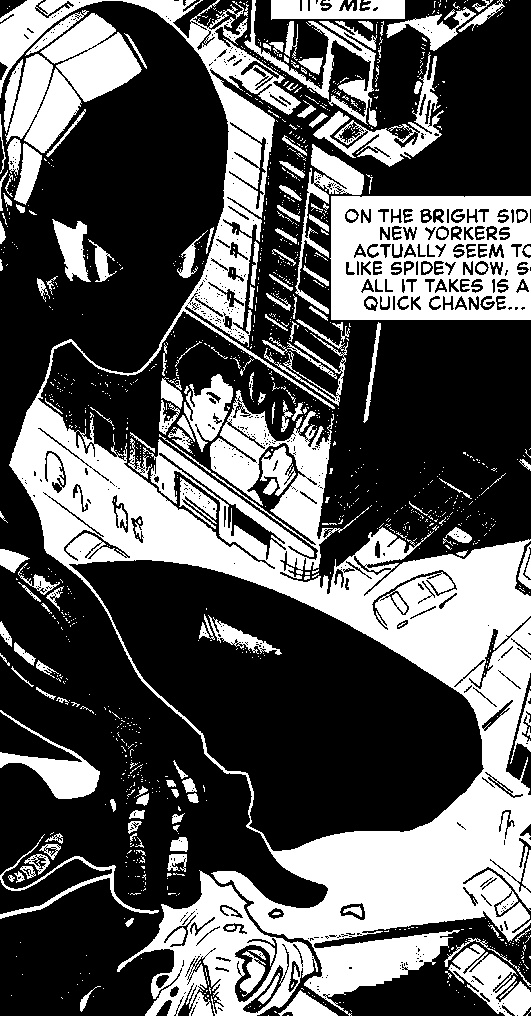 IT'S ME.
ON THE BRIGHT SIDE
NEW YORKERS
ACTUALLY SEEM TO
LIKE SPIDEY NOW, SO
ALL IT TAKES IS A
QUICK CHANGE...